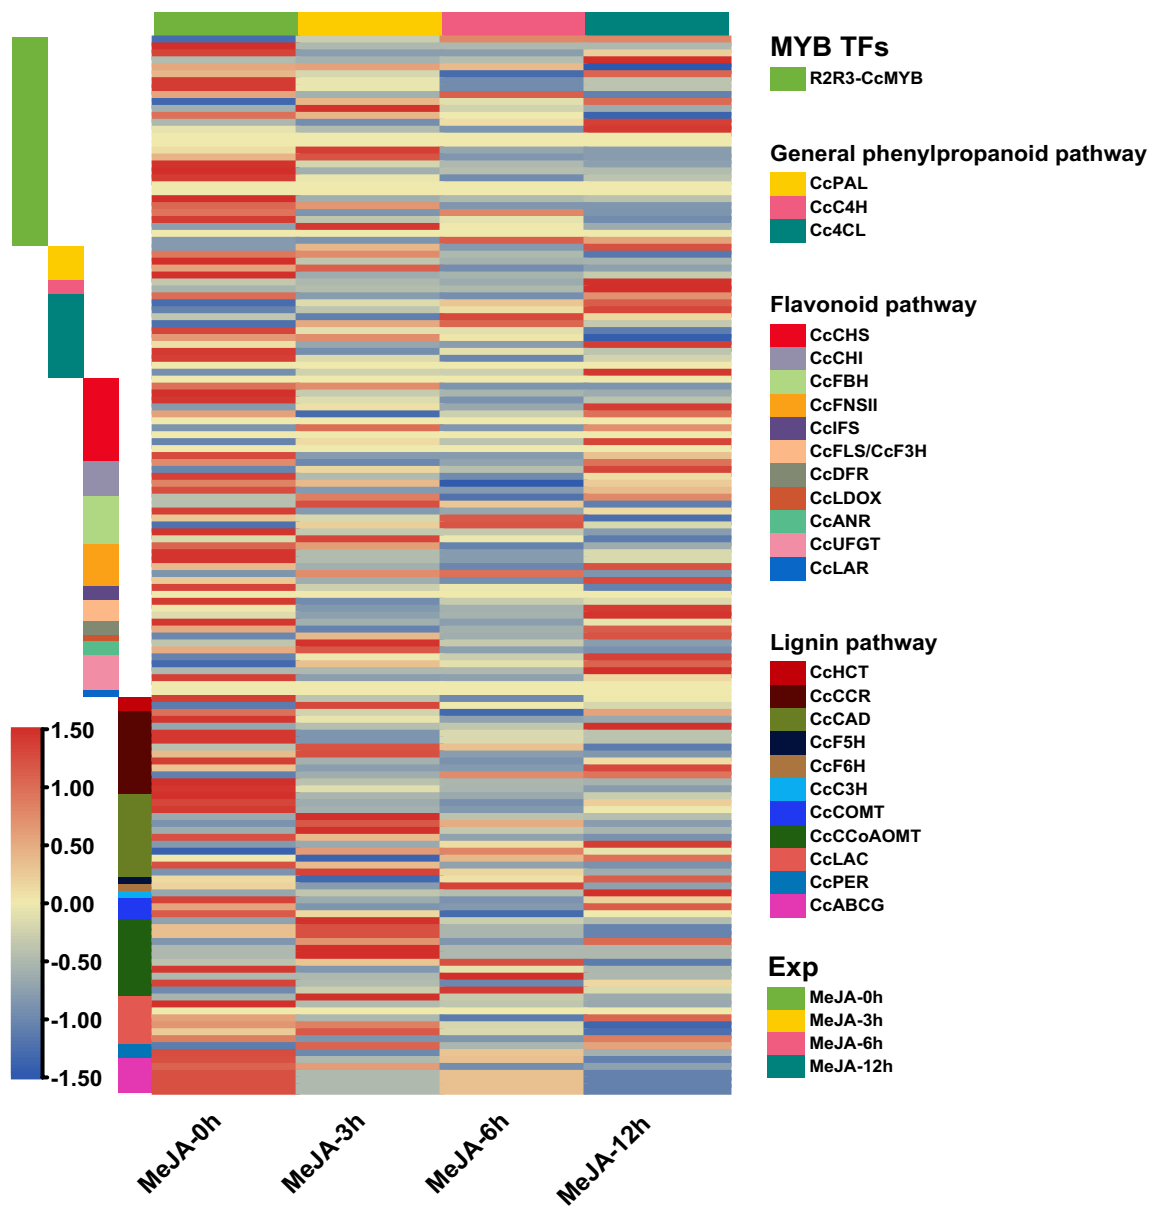 MYB TFs
R2R3-CcMYB
General phenylpropanoid pathway
CcPAL
CcC4H
Cc4CL
Flavonoid pathway
CcCHS
CcCHI
CcFBH
CcFNSII
CcIFS
CcFLS/CcF3H
CcDFR
CcLDOX
CcANR
CcUFGT
CcLAR
Lignin pathway
CcHCT
CcCCR
CcCAD
CcF5H
CcF6H
CcC3H
CcCOMT
CcCCoAOMT
CcLAC
CcPER
CcABCG
Exp
MeJA-0h
MeJA-3h
MeJA-6h
MeJA-12h
1.50
1.00
0.50
0.00
-0.50
-1.00
-1.50
MeJA-0h
MeJA-3h
MeJA-6h
MeJA-12h